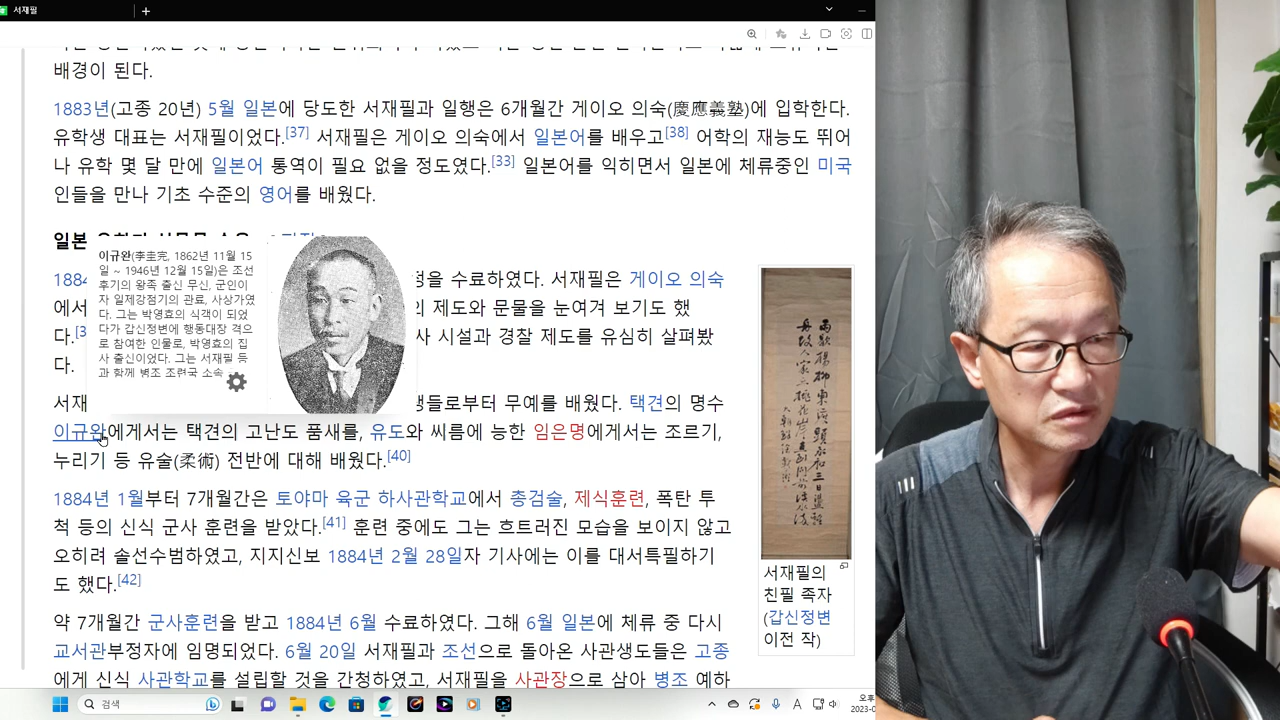 서재필
배경이 된다.
1883년(고종 20년) 5월 일본에 당도한 서재필과 일행은 6개월간 게이오 의숙(慶應義塾)에 입학한다.
유학생 대표는 서재필이었다.[37] 서재필은 게이오 의숙에서 일본어를 배우고[38] 어학의 재능도 뛰어
나 유학 몇 달 만에 일본어 통역이 필요 없을 정도였다.[33] 일본어를 익히면서 일본에 체류중인 미국
인들을 만나 기초 수준의 영어를 배웠다.
일본
이규완(李圭完, 1862년 11월 15
일 ~ 1946년 12월 15일)은 조선
후기의 왕족 출신 무신, 군인이
자 일제강점기의 관료, 사상가였
다. 그는 박영효의 식객이 되었
다가 갑신정변에 행동대장 격으
로 참여한 인물로, 박영효의 집
사 출신이었다. 그는 서재필 등
과 함께 병조 조련국 소속
1884
정을 수료하였다. 서재필은 게이오 의숙
에서
의 제도와 문물을 눈여겨 보기도 했
다.[3
사 시설과 경찰 제도를 유심히 살펴봤
다.
서재
생들로부터 무예를 배웠다. 택견의 명수
이규완에게서는 택견의 고난도 품새를, 유도와 씨름에 능한 임은명에게서는 조르기,
누리기 등 유술(柔術) 전반에 대해 배웠다.[40]
1884년 1월부터 7개월간은 토야마 육군 하사관학교에서 총검술, 제식훈련, 폭탄 투
척 등의 신식 군사 훈련을 받았다.[41] 훈련 중에도 그는 흐트러진 모습을 보이지 않고
오히려 솔선수범하였고, 지지신보 1884년 2월 28일자 기사에는 이를 대서특필하기
도 했다.[42]
약 7개월간 군사훈련을 받고 1884년 6월 수료하였다. 그해 6월 일본에 체류 중 다시
교서관부정자에 임명되었다. 6월 20일 서재필과 조선으로 돌아온 사관생도들은 고종
에게 신식 사관학교를 설립할 것을 간청하였고, 서재필을 사관장으로 삼아 병조 예하
서재필의
친필 족자
(갑신정변
이전 작)
검색
A
오후